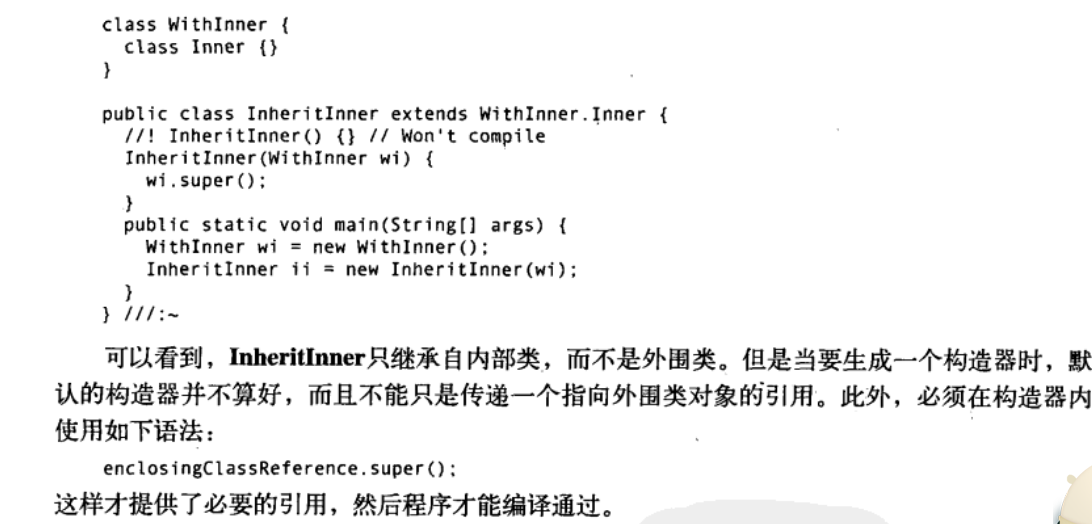 class WithInner {
class Inner {}
}
public class InheritInner extends WithInner.Inner {
//! InheritInner() {} // Won't compile
InheritInner(WithInner wi) {
wi.super();
}
public static void main(String[] args) {
WithInner wi = new WithInner();
InheritInner ii = new InheritInner(wi);
}
} ///:~
可以看到，InheritInner只继承自内部类，而不是外围类。但是当要生成一个构造器时，默
认的构造器并不算好，而且不能只是传递一个指向外围类对象的引用。此外，必须在构造器内
使用如下语法：
enclosingClassReference.super();
这样才提供了必要的引用，然后程序才能编译通过。